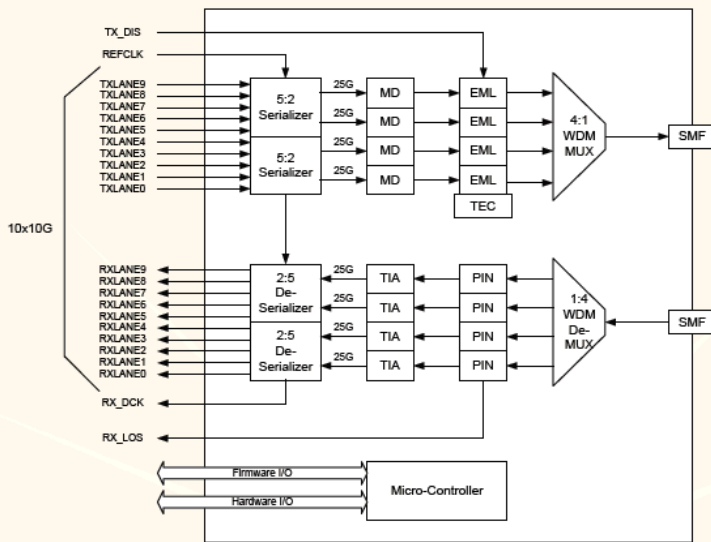 TX_DIS
REFCLK
TXLANE9
TXLANE8
TXLANE7
TXLANE6
TXLANE5
TXLANE4
TXLANE3
TXLANE2
TXLANE1
TXLANE0
5:2
Serializer
5:2
Serializer
25G
25G
25G
25G
MD
MD
MD
MD
EML
EML
EML
EML
TEC
4:1
WDM
MUX
SMF
10x10G
RXLANE9
RXLANE8
RXLANE7
RXLANE6
RXLANE5
RXLANE4
RXLANE3
RXLANE2
RXLANE1
RXLANE0
2:5
De-
Serializer
2:5
De-
Serializer
25G
25G
25G
25G
TIA
TIA
TIA
TIA
PIN
PIN
PIN
PIN
1:4
WDM
De-
MUX
SMF
RX_DCK
RX_LOS
Firmware I/O
Hardware I/O
Micro-Controller